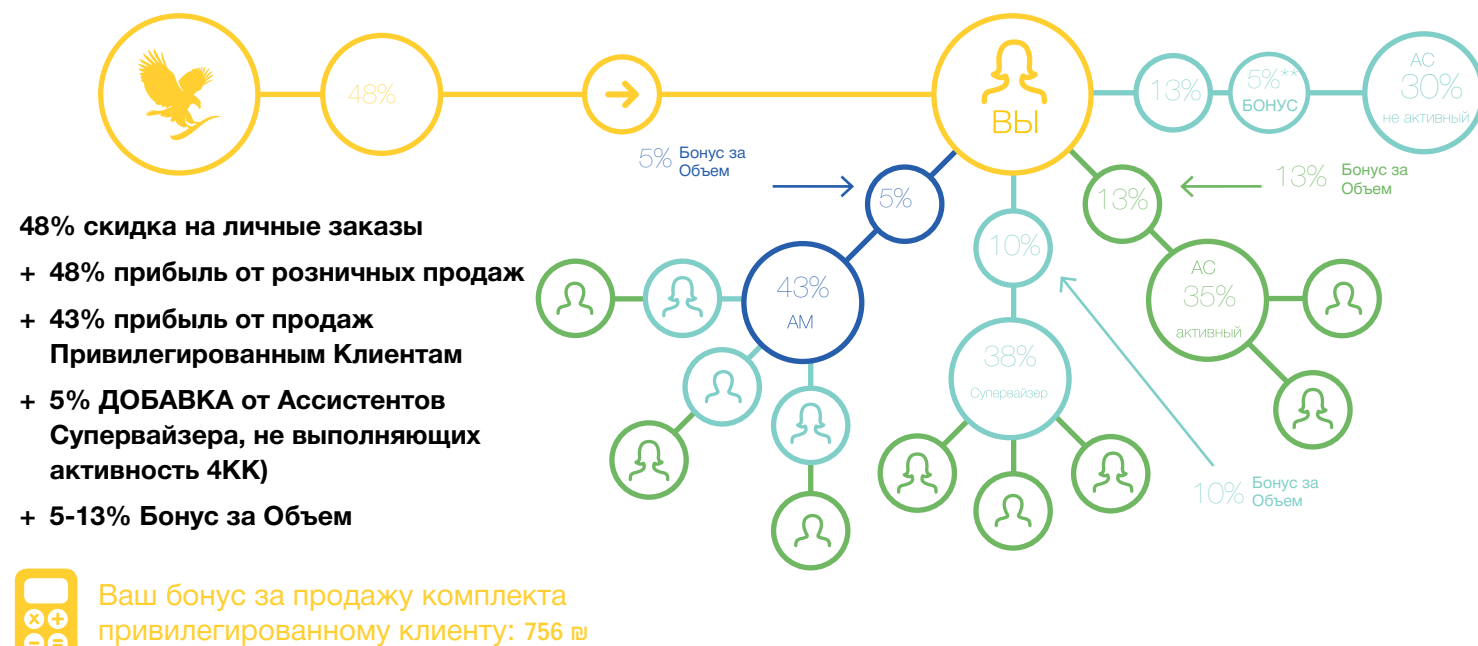 48%
ВЫ
13%
5%**
БОНУС
АС
30%
не активный
5% Бонус за
Объем
5%
13%
13% Бонус за
Объем
48% скидка на личные заказы
+ 48% прибыль от розничных продаж
+ 43% прибыль от продаж
Привилегированным Клиентам
+ 5% ДОБАВКА от Ассистентов
Супервайзера, не выполняющих
активность 4КК)
+ 5-13% Бонус за Объем
10%
43%
АМ
АС
35%
активный
38%
Супервайзер
10% Бонус за
Объем
Ваш бонус за продажу комплекта
привилегированному клиенту: 756 ₪